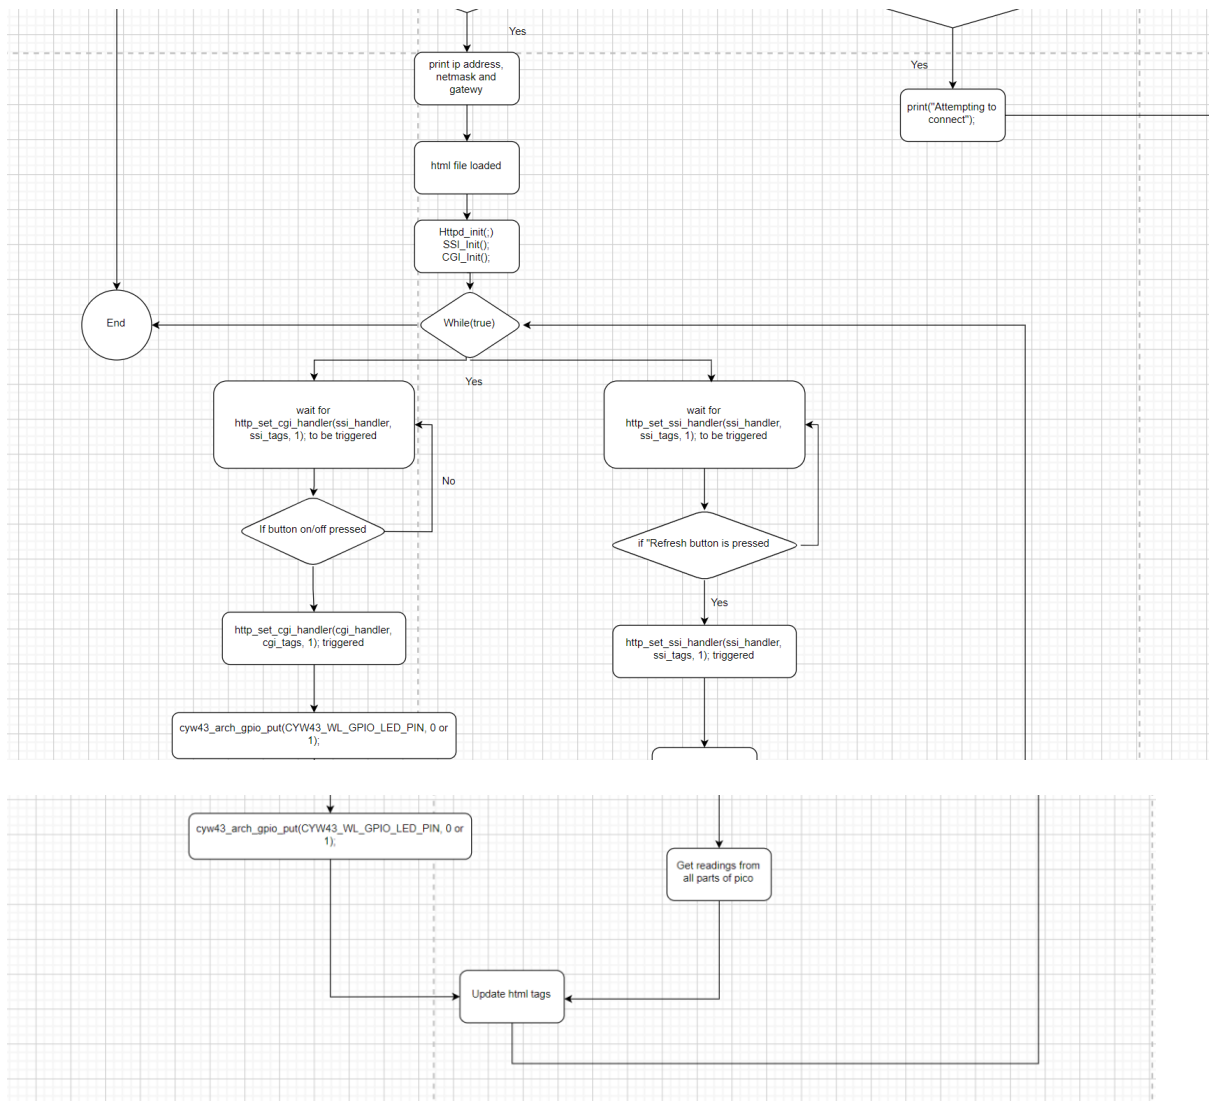 Yes
print ip address,
netmask and
gatewy
Yes
print("Attempting to
connect");
html file loaded
Httpd_init(;)
SSI_Init();
CGI_Init();
End
While(true)
Yes
wait for
http_set_cgi_handler(ssi_handler,
ssi_tags, 1); to be triggered
wait for
http_set_ssi_handler(ssi_handler,
ssi_tags, 1); to be triggered
No
If button on/off pressed
if "Refresh button is pressed
Yes
http_set_cgi_handler(cgi_handler,
cgi_tags, 1); triggered
http_set_ssi_handler(ssi_handler,
ssi_tags, 1); triggered
cyw43_arch_gpio_put(CYW43_WL_GPIO_LED_PIN, 0 or
1);
cyw43_arch_gpio_put(CYW43_WL_GPIO_LED_PIN, 0 or
1);
Get readings from
all parts of pico
Update html tags